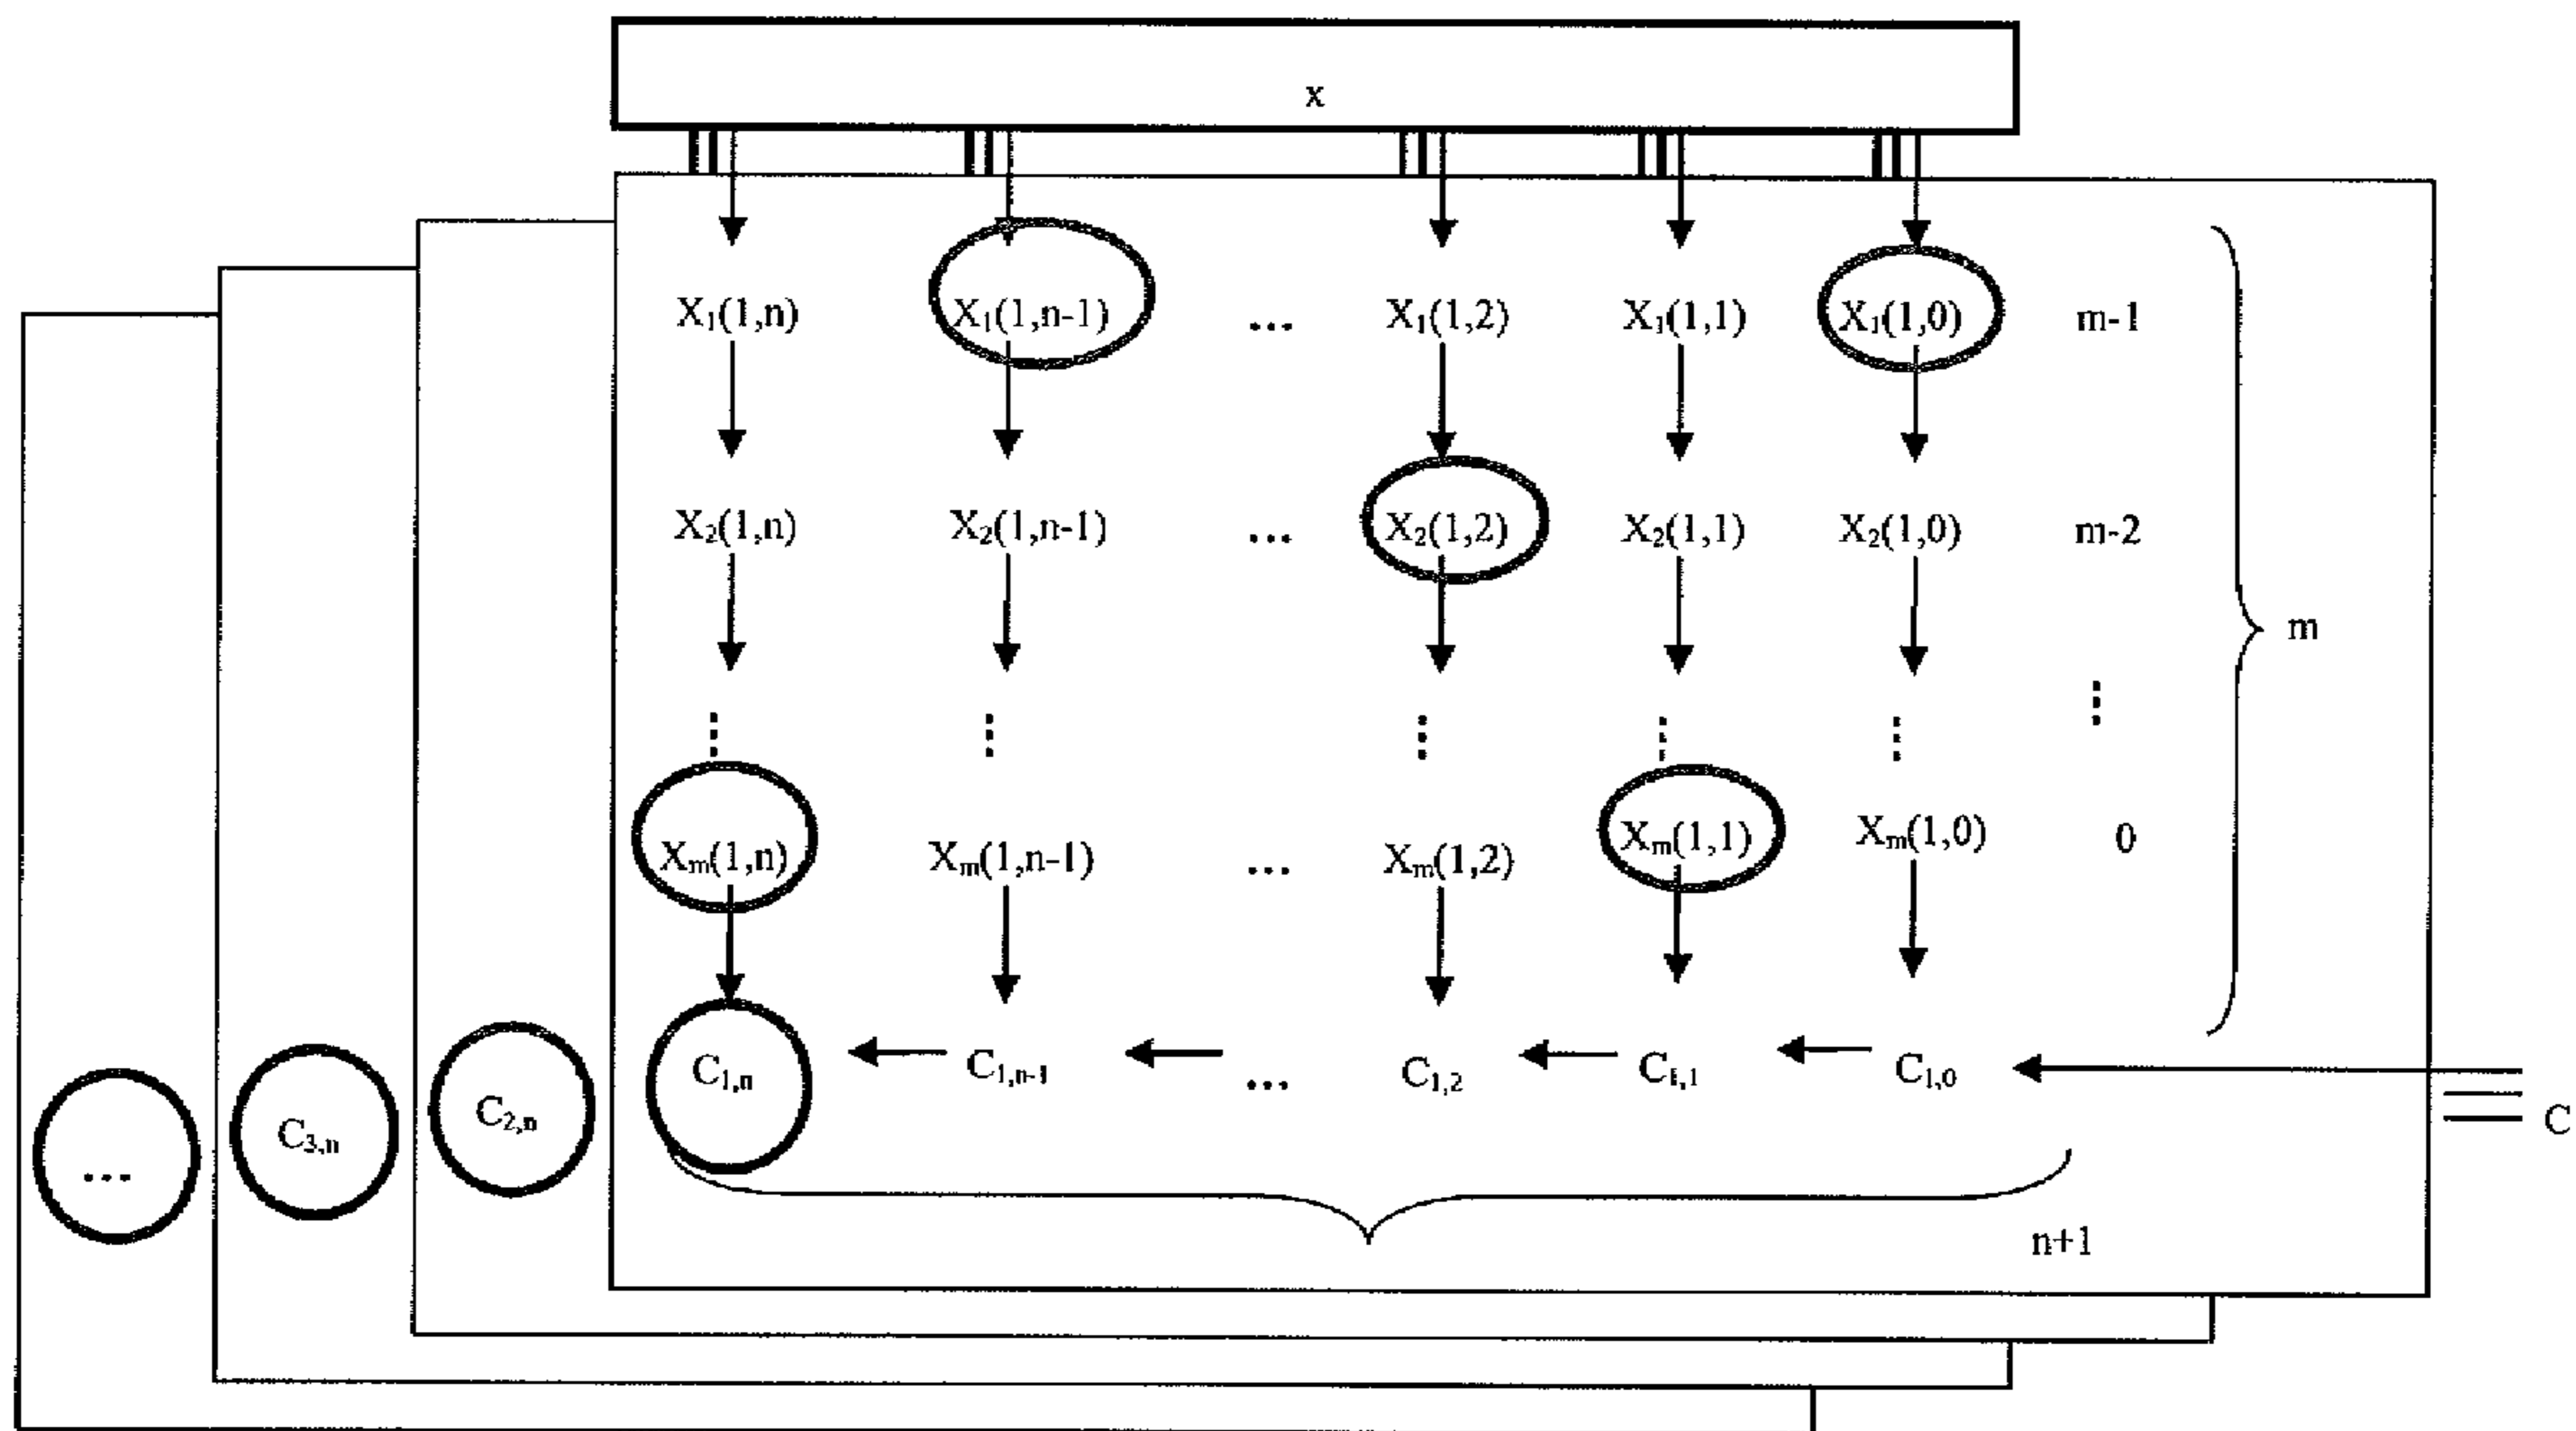 x
X₁(1,n) X₁(1,n-1) ... X₁(1,2) X₁(1,1) X₁(1,0) m-1
X₂(1,n) X₂(1,n-1) ... X₂(1,2) X₂(1,1) X₂(1,0) m-2
m
⋮ ⋮ ⋮ ⋮ ⋮ ⋮
Xₘ(1,n) Xₘ(1,n-1) ... Xₘ(1,2) Xₘ(1,1) Xₘ(1,0) 0
... C₃,ₙ C₂,ₙ C₁,ₙ C₁,ₙ₋₁ ... C₁,₂ C₁,₁ C₁,₀ C
n+1